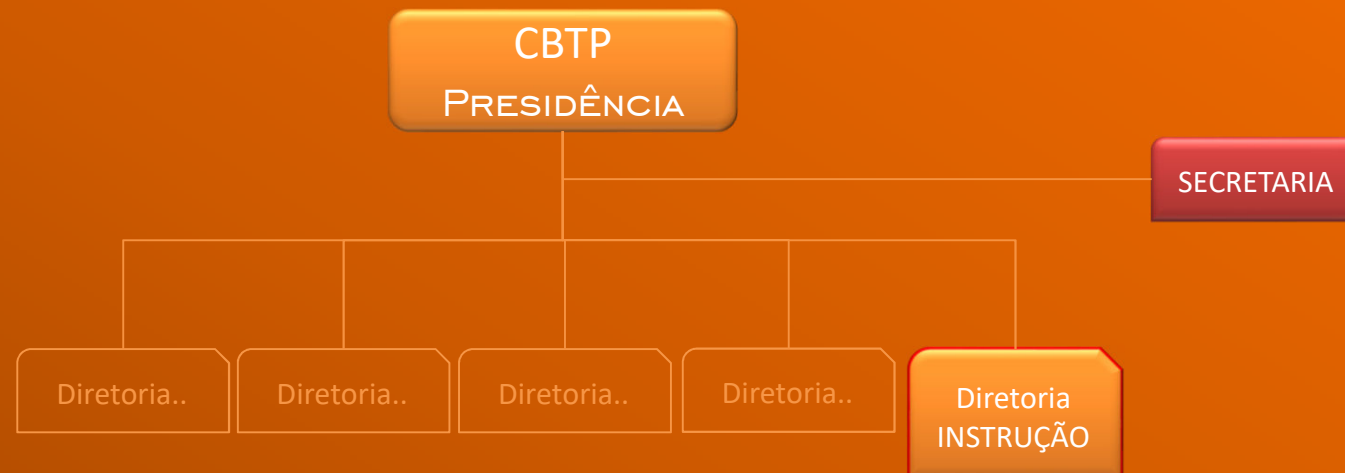 CBTP
PRESIDÊNCIA
SECRETARIA
Diretoria..
Diretoria..
Diretoria..
Diretoria..
Diretoria
INSTRUÇÃO